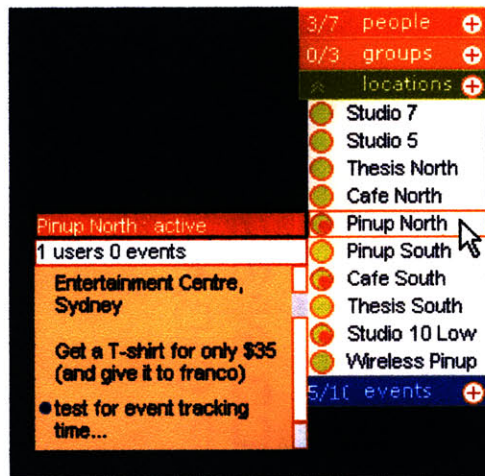 3/7 people
0/3 groups
locations
Studio 7
Studio 5
Thesis North
Cafe North
Pinup North
Pinup South
Cafe South
Thesis South
Studio 10 Low
Wireless Pinup
5/10 events
Pinup North : active
1 users 0 events
Entertainment Centre,
Sydney
Get a T-shirt for only $35
(and give it to franco)
test for event tracking
time...